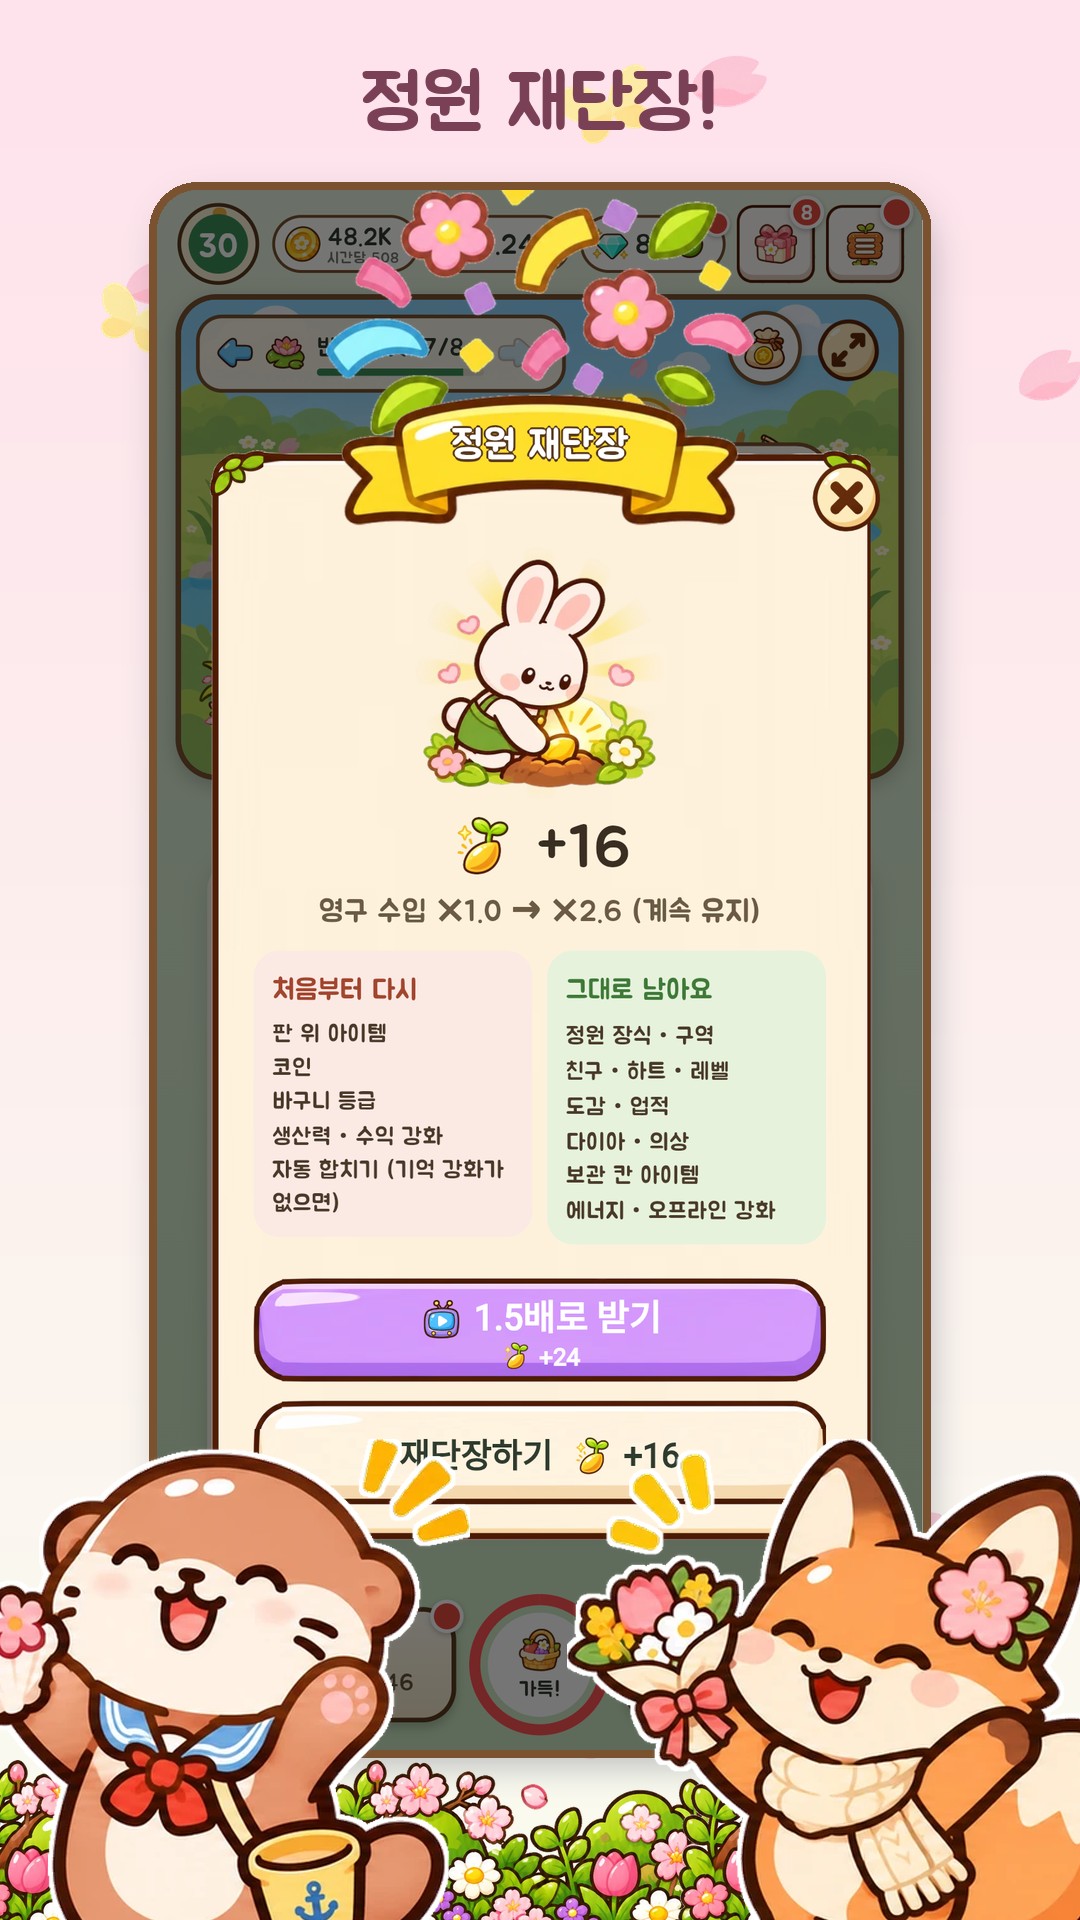 정원 재단장!
30
48.2K
시간당 508
8
7/8
정원 재단장
+16
영구 수입 ×1.0 → ×2.6 (계속 유지)
처음부터 다시
판 위 아이템
코인
바구니 등급
생산력 • 수익 강화
자동 합치기 (기억 강화가
없으면)
그대로 남아요
정원 장식 • 구역
친구 • 하트 • 레벨
도감 • 업적
다이아 • 의상
보관 칸 아이템
에너지 • 오프라인 강화
1.5배로 받기
+24
재단장하기 +16
가득!